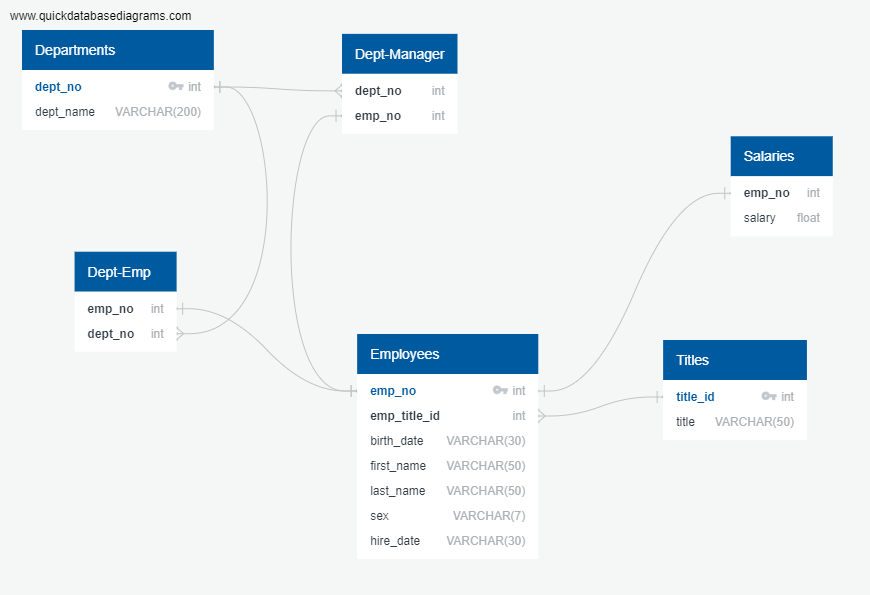 www.quickdatabasediagrams.com
Departments
dept_no int
dept_name VARCHAR(200)
Dept-Manager
dept_no int
emp_no int
Salaries
emp_no int
salary float
Dept-Emp
emp_no int
dept_no int
Employees
emp_no int
emp_title_id int
birth_date VARCHAR(30)
first_name VARCHAR(50)
last_name VARCHAR(50)
sex VARCHAR(7)
hire_date VARCHAR(30)
Titles
title_id int
title VARCHAR(50)